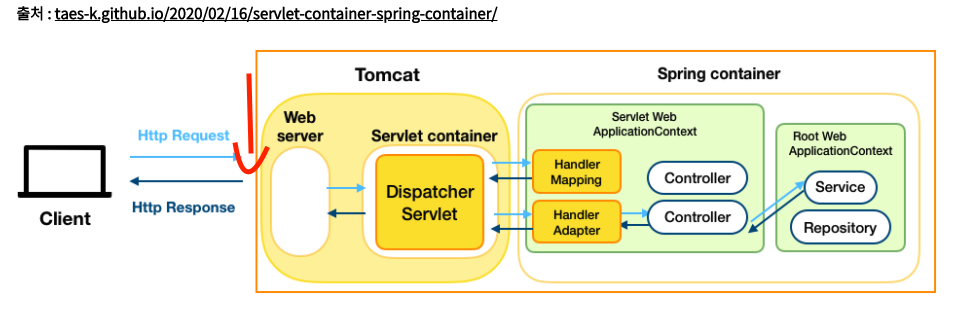 출처 : taes-k.github.io/2020/02/16/servlet-container-spring-container/
Tomcat
Spring container
Web
server
Servlet container
Servlet Web
ApplicationContext
Root Web
ApplicationContext
Http Request
Http Response
Client
Dispatcher
Servlet
Handler
Mapping
Handler
Adapter
Controller
Controller
Service
Repository